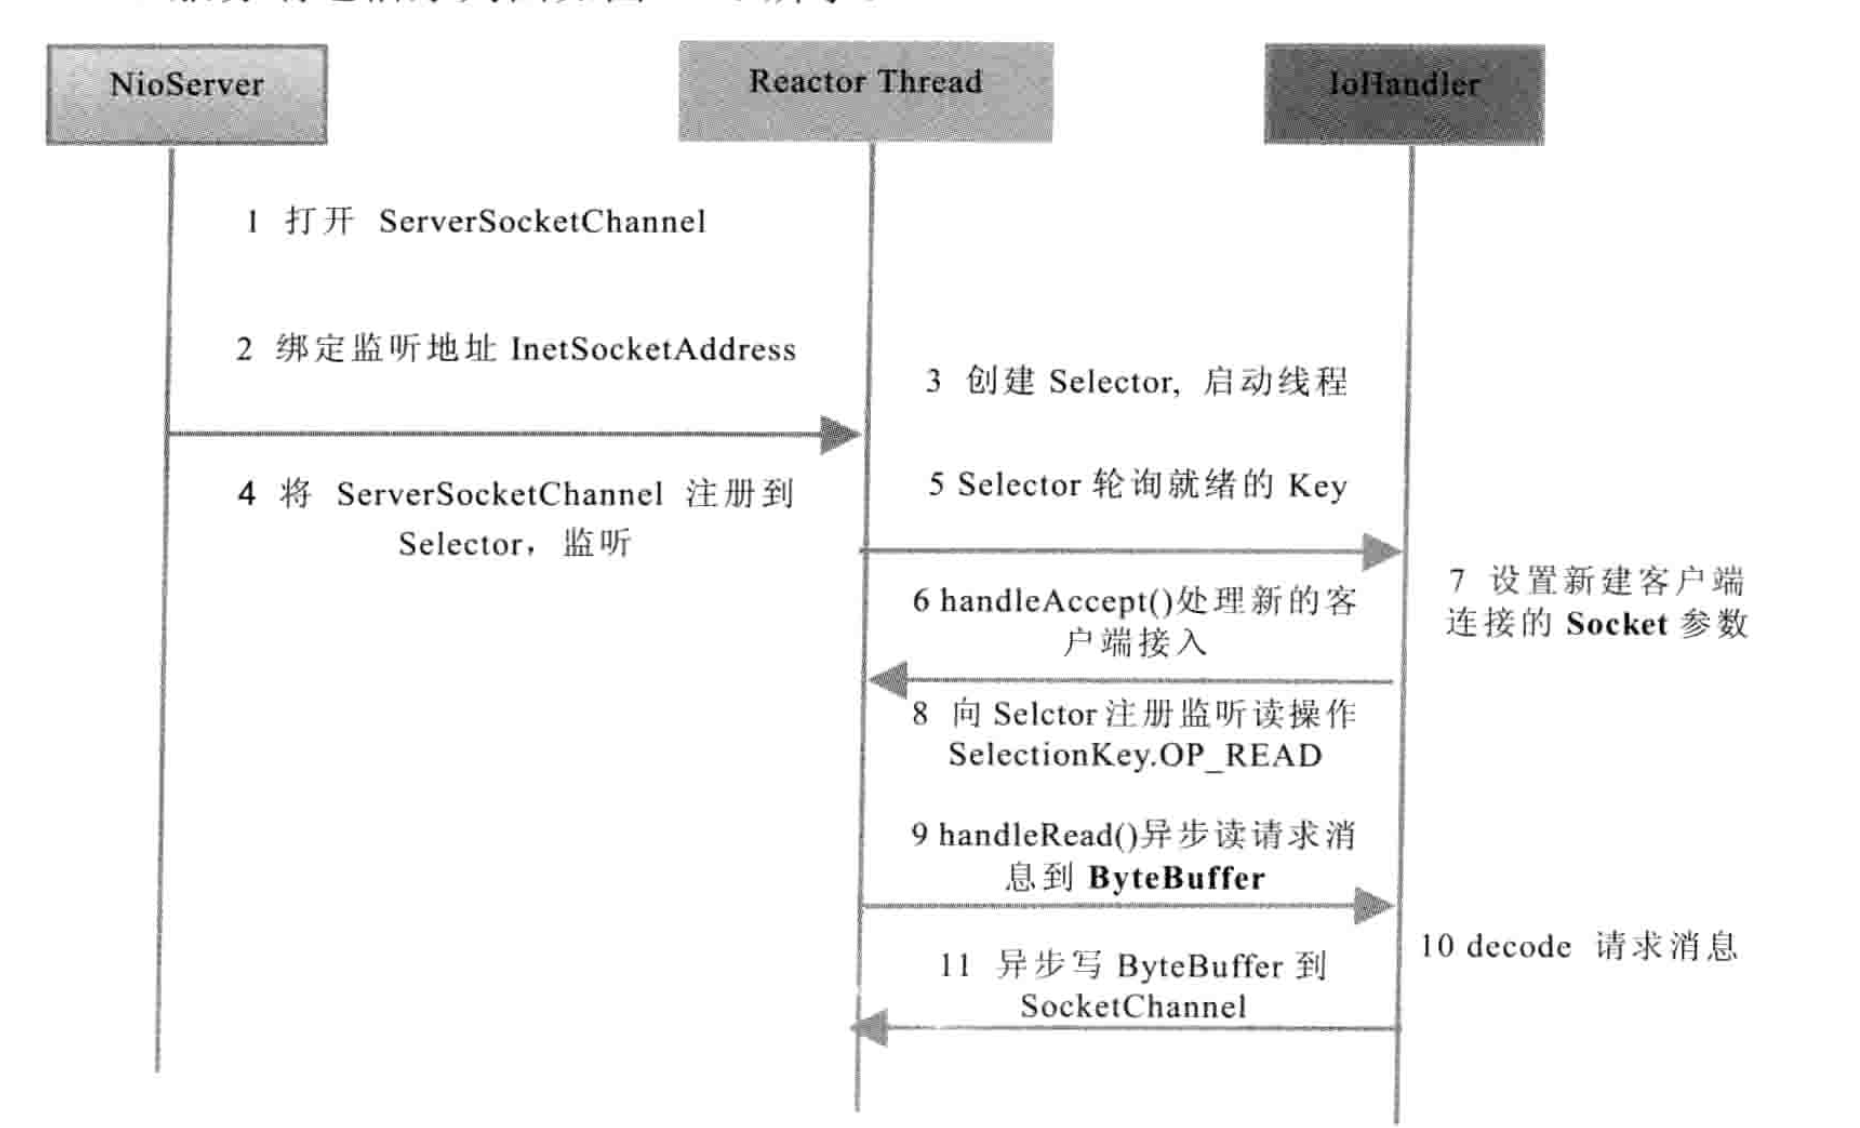 NioServer
Reactor Thread
IoHandler
1 打开 ServerSocketChannel
2 绑定监听地址 InetSocketAddress
3 创建 Selector, 启动线程
4 将 ServerSocketChannel 注册到
Selector，监听
5 Selector 轮询就绪的 Key
6 handleAccept()处理新的客
户端接入
7 设置新建客户端
连接的 Socket 参数
8 向 Selctor 注册监听读操作
SelectionKey.OP_READ
9 handleRead()异步读请求消
息到 ByteBuffer
10 decode 请求消息
11 异步写 ByteBuffer 到
SocketChannel